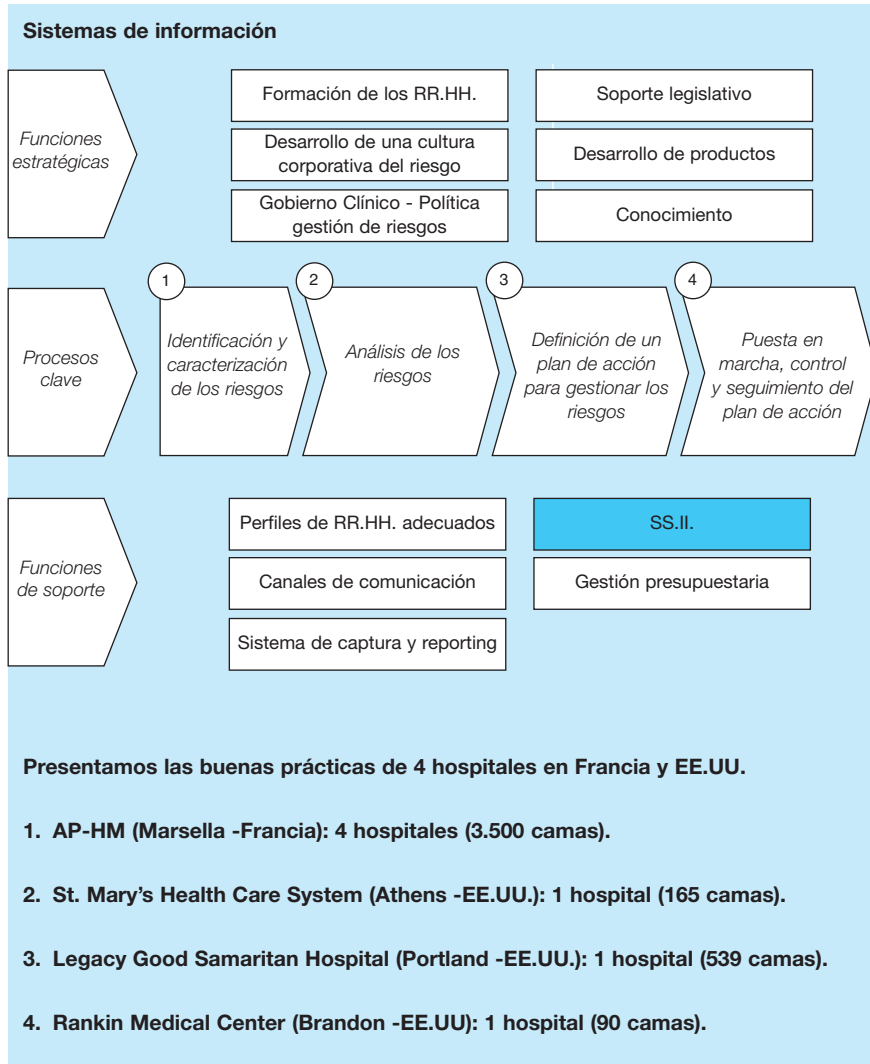 Sistemas de información
Funciones
estratégicas
Formación de los RR.HH.
Soporte legislativo
Desarrollo de una cultura
corporativa del riesgo
Desarrollo de productos
Gobierno Clínico - Política
gestión de riesgos
Conocimiento
Procesos
clave
1
Identificación y
caracterización
de los riesgos
2
Análisis de los
riesgos
3
Definición de un
plan de acción
para gestionar los
riesgos
4
Puesta en
marcha, control
y seguimiento del
plan de acción
Funciones
de soporte
Perfiles de RR.HH. adecuados
SS.II.
Canales de comunicación
Gestión presupuestaria
Sistema de captura y reporting
Presentamos las buenas prácticas de 4 hospitales en Francia y EE.UU.
1. AP-HM (Marsella -Francia): 4 hospitales (3.500 camas).
2. St. Mary’s Health Care System (Athens -EE.UU.): 1 hospital (165 camas).
3. Legacy Good Samaritan Hospital (Portland -EE.UU.): 1 hospital (539 camas).
4. Rankin Medical Center (Brandon -EE.UU): 1 hospital (90 camas).